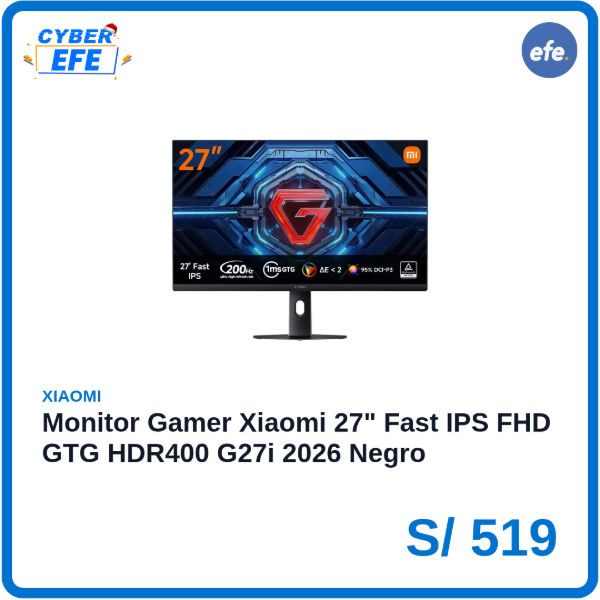 CYBER
EFE
efe.
27"
27" Fast
IPS
200Hz
1ms GTG
ΔE < 2
95% DCI-P3
XIAOMI
Monitor Gamer Xiaomi 27" Fast IPS FHD
GTG HDR400 G27i 2026 Negro
S/ 519